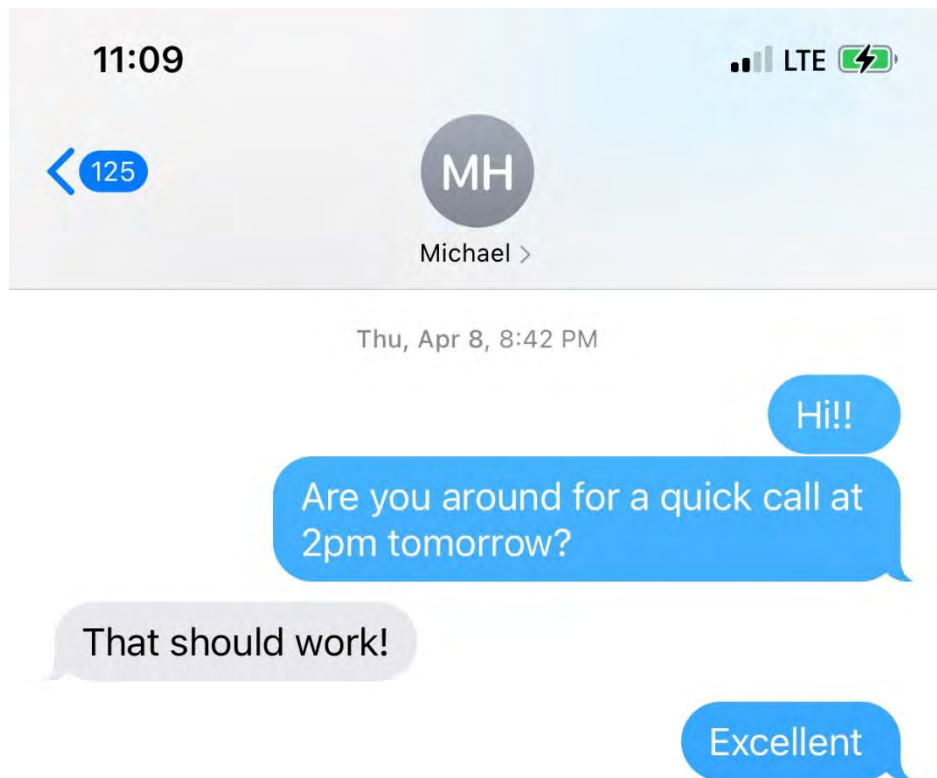 11:09
LTE
125
MH
Michael >
Thu, Apr 8, 8:42 PM
Hi!!
Are you around for a quick call at
2pm tomorrow?
That should work!
Excellent